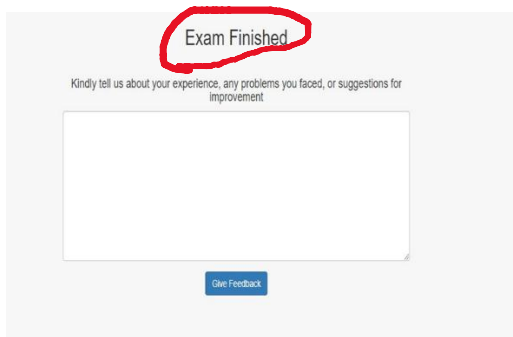 Exam Finished
Kindly tell us about your experience, any problems you faced, or suggestions for
improvement
Give Feedback